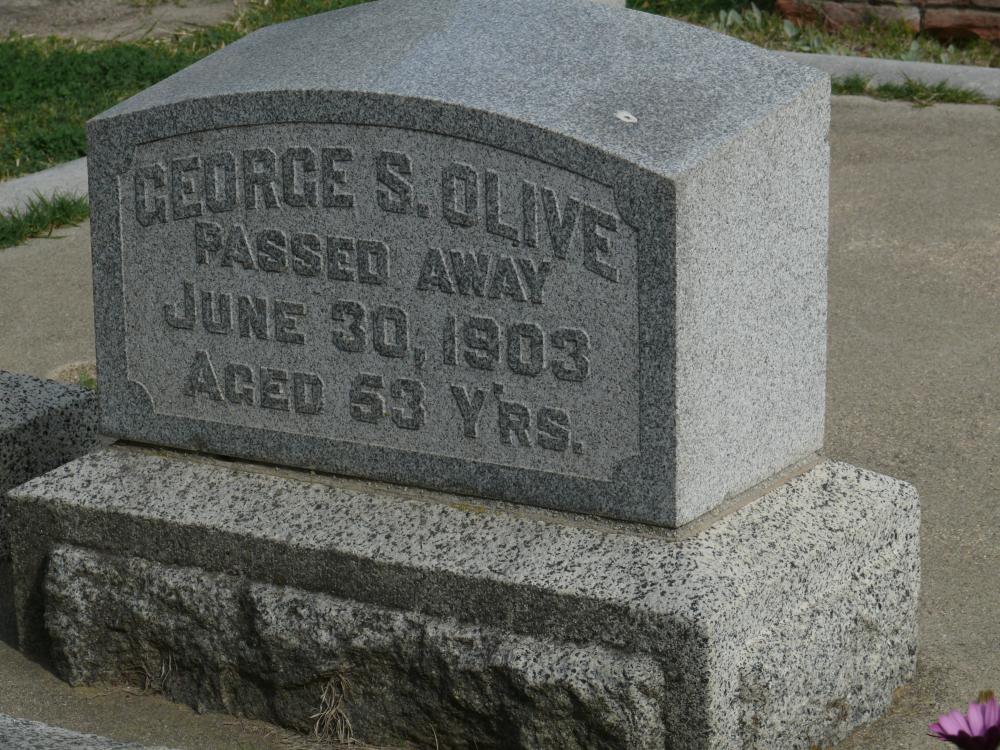 GEORGE S. OLIVE
PASSED AWAY
JUNE 30, 1903
AGED 53 Y'RS.